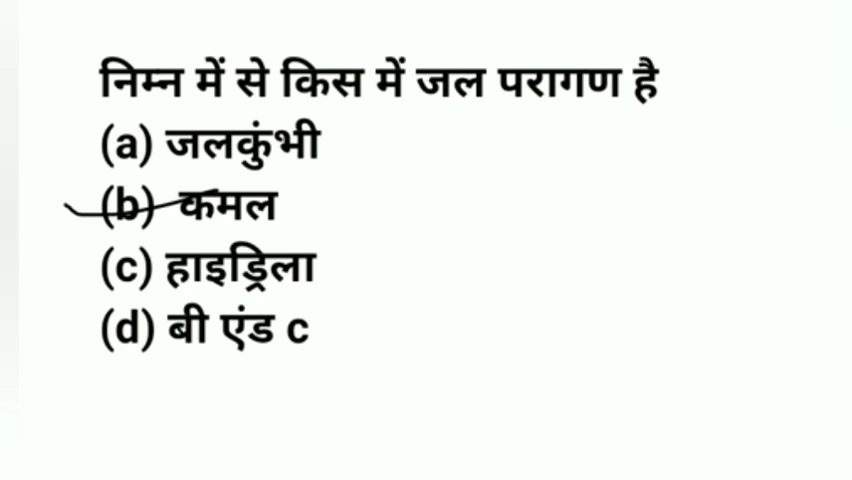 निम्न में से किस में जल परागण है
(a) जलकुंभी
(b) कमल
(c) हाइड्रिला
(d) बी एंड c